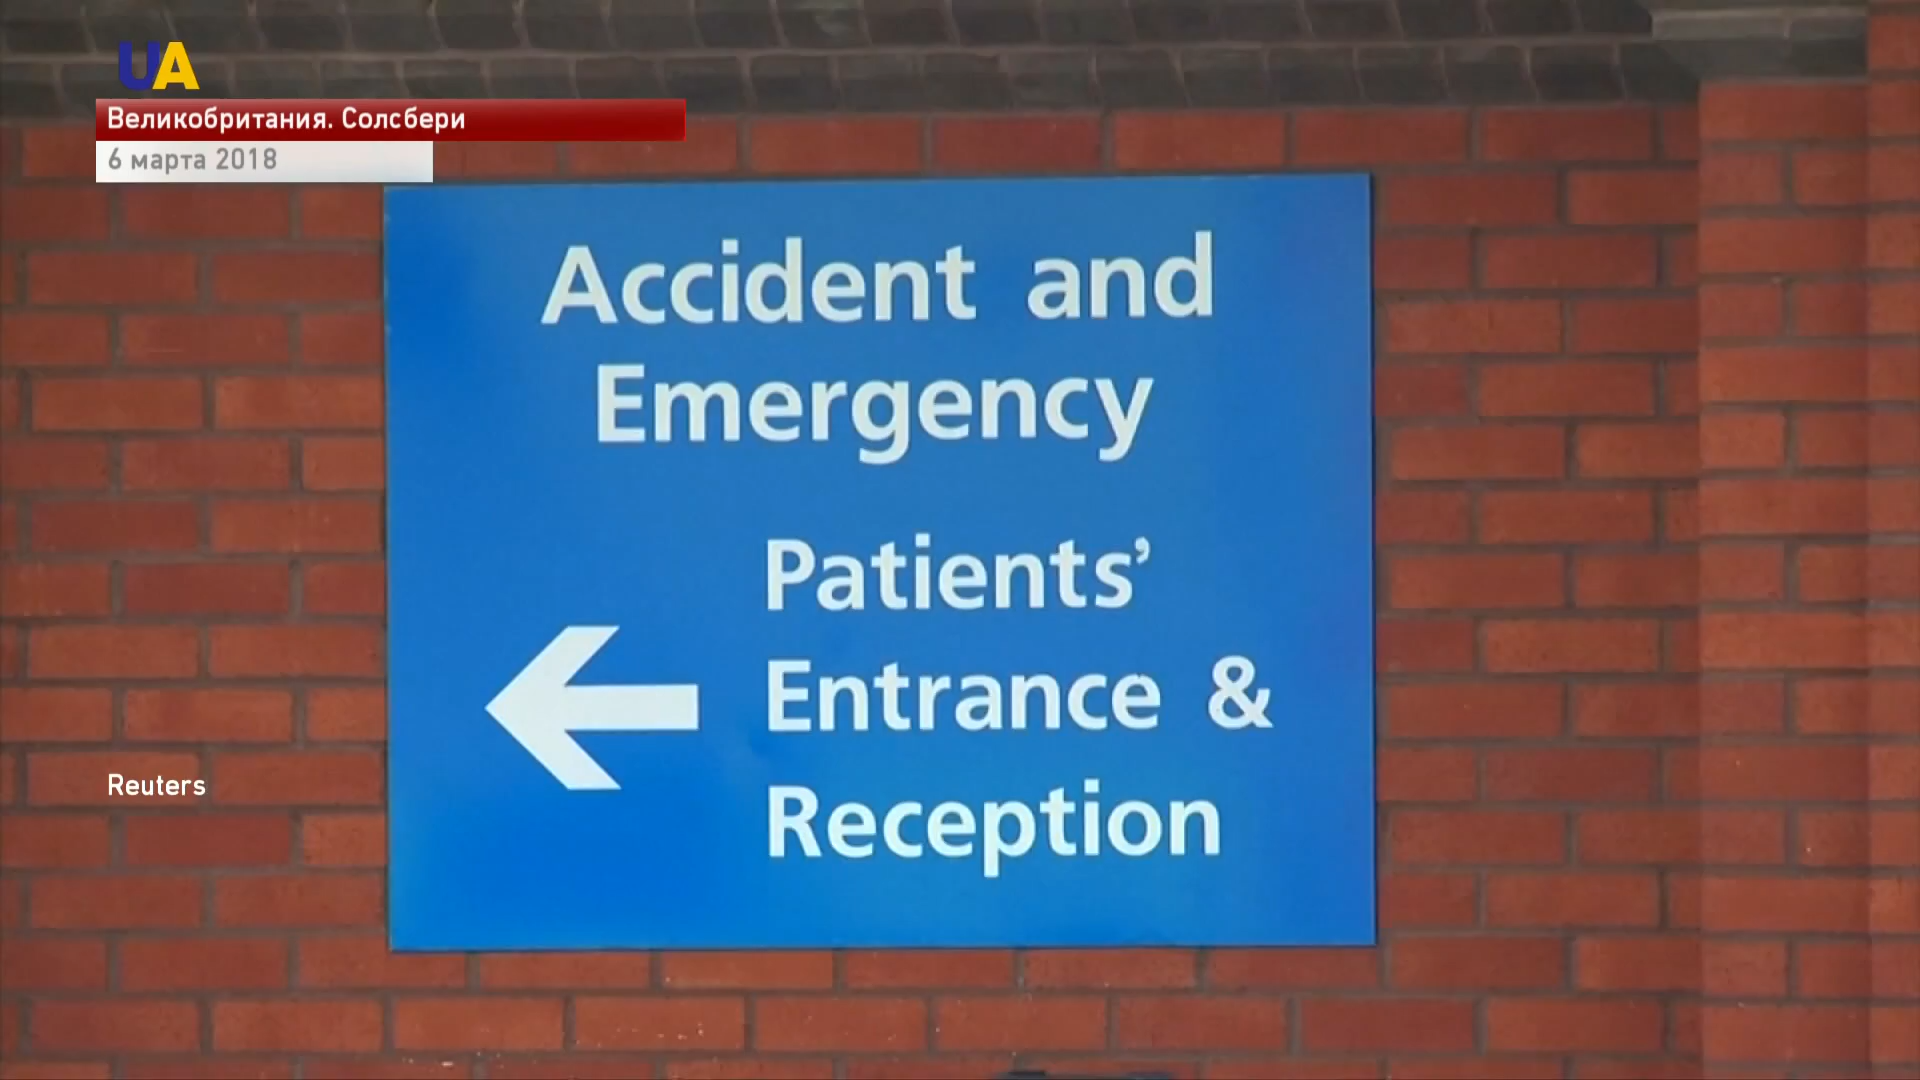 UA
Великобритания. Солсбери
6 марта 2018
Accident and
Emergency
Patients’
Entrance &
Reception
Reuters